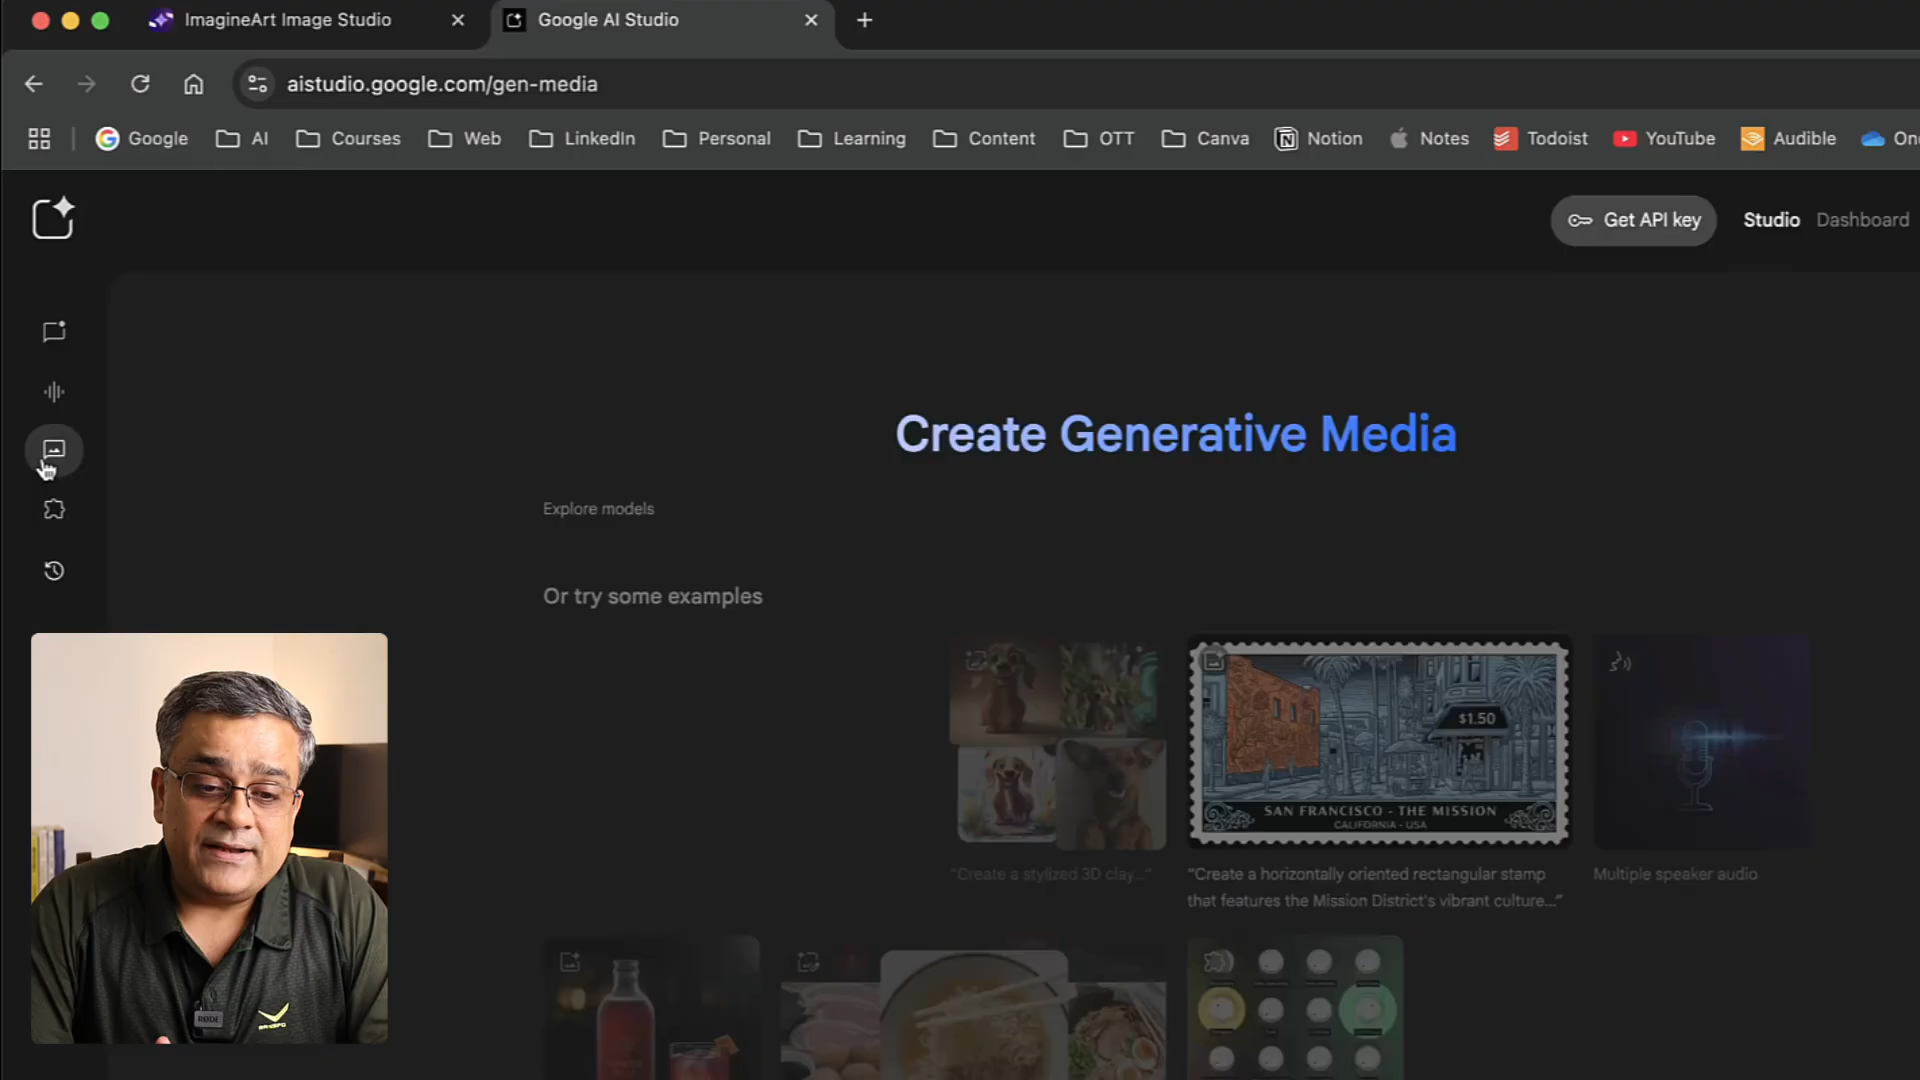 ImagineArt Image Studio
Google AI Studio
aistudio.google.com/gen-media
Google AI Courses Web LinkedIn Personal Learning Content OTT Canva Notion Notes Todoist YouTube Audible
Get API key Studio Dashboard
Create Generative Media
Explore models
Or try some examples
$1.50
SAN FRANCISCO - THE MISSION
CALIFORNIA - USA
"Create a stylized 3D clay..."
"Create a horizontally oriented rectangular stamp
that features the Mission District's vibrant culture..."
Multiple speaker audio
RØDE